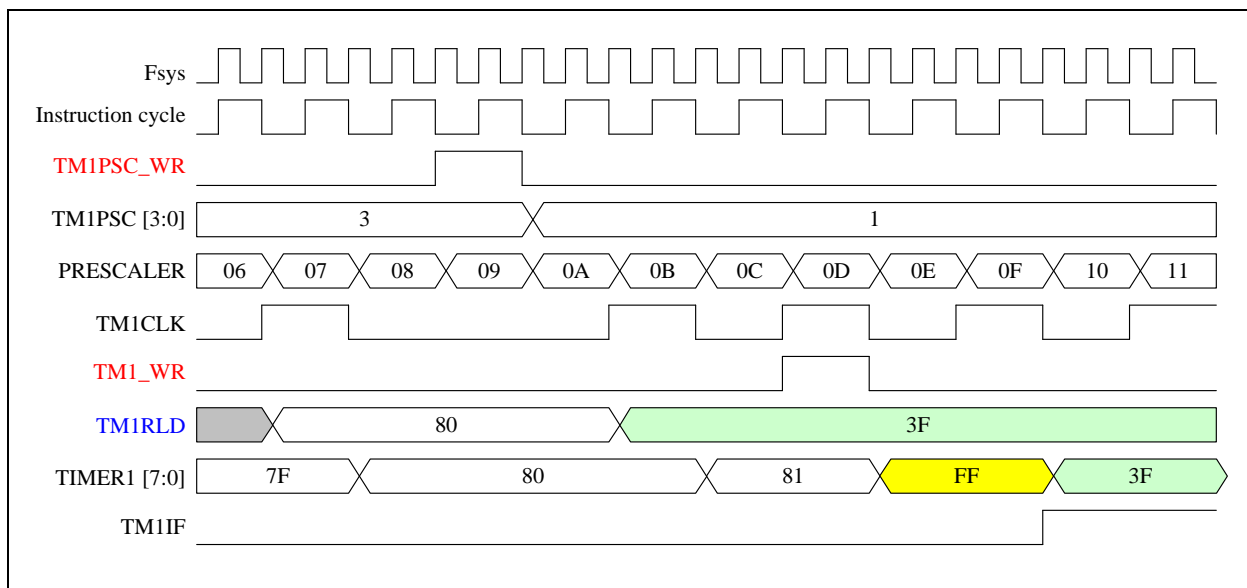 Fsys
Instruction cycle
TM1PSC_WR
TM1PSC [3:0] 3 1
PRESCALER 06 07 08 09 0A 0B 0C 0D 0E 0F 10 11
TM1CLK
TM1_WR
TM1RLD 80 3F
TIMER1 [7:0] 7F 80 81 FF 3F
TM1IF